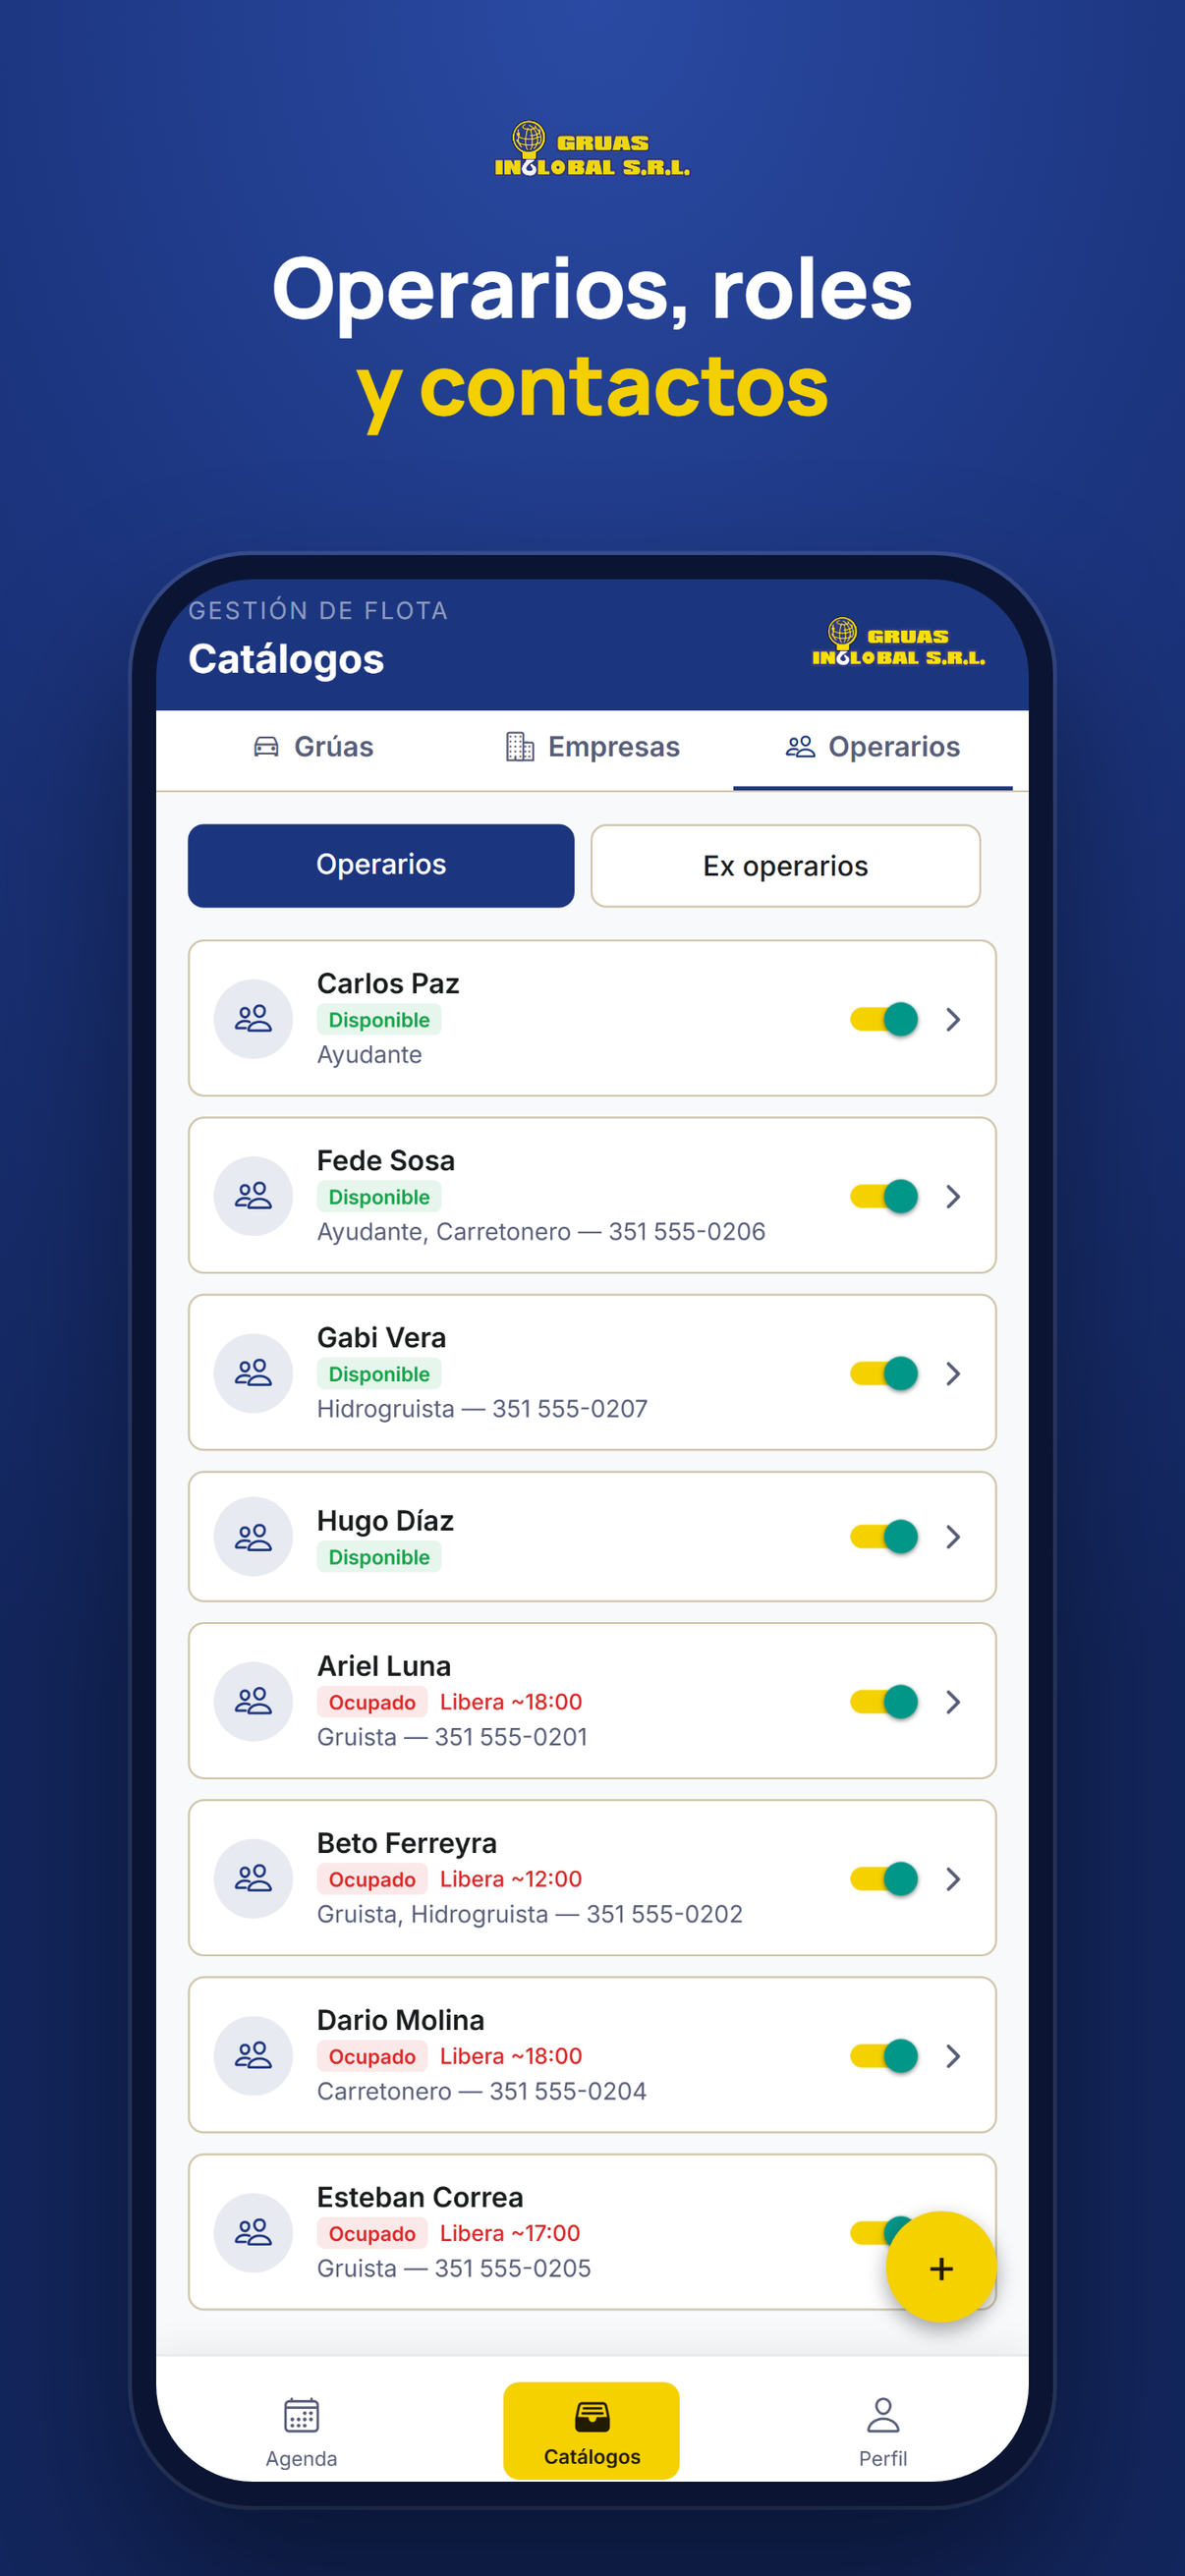 GRUAS
INGLOBAL S.R.L.
Operarios, roles
y contactos
GESTIÓN DE FLOTA
Catálogos
GRUAS
INGLOBAL S.R.L.
Grúas
Empresas
Operarios
Operarios
Ex operarios
Carlos Paz
Disponible
Ayudante
Fede Sosa
Disponible
Ayudante, Carretonero — 351 555-0206
Gabi Vera
Disponible
Hidrogruista — 351 555-0207
Hugo Díaz
Disponible
Ariel Luna
Ocupado Libera ~18:00
Gruista — 351 555-0201
Beto Ferreyra
Ocupado Libera ~12:00
Gruista, Hidrogruista — 351 555-0202
Dario Molina
Ocupado Libera ~18:00
Carretonero — 351 555-0204
Esteban Correa
Ocupado Libera ~17:00
Gruista — 351 555-0205
+
Agenda
Catálogos
Perfil